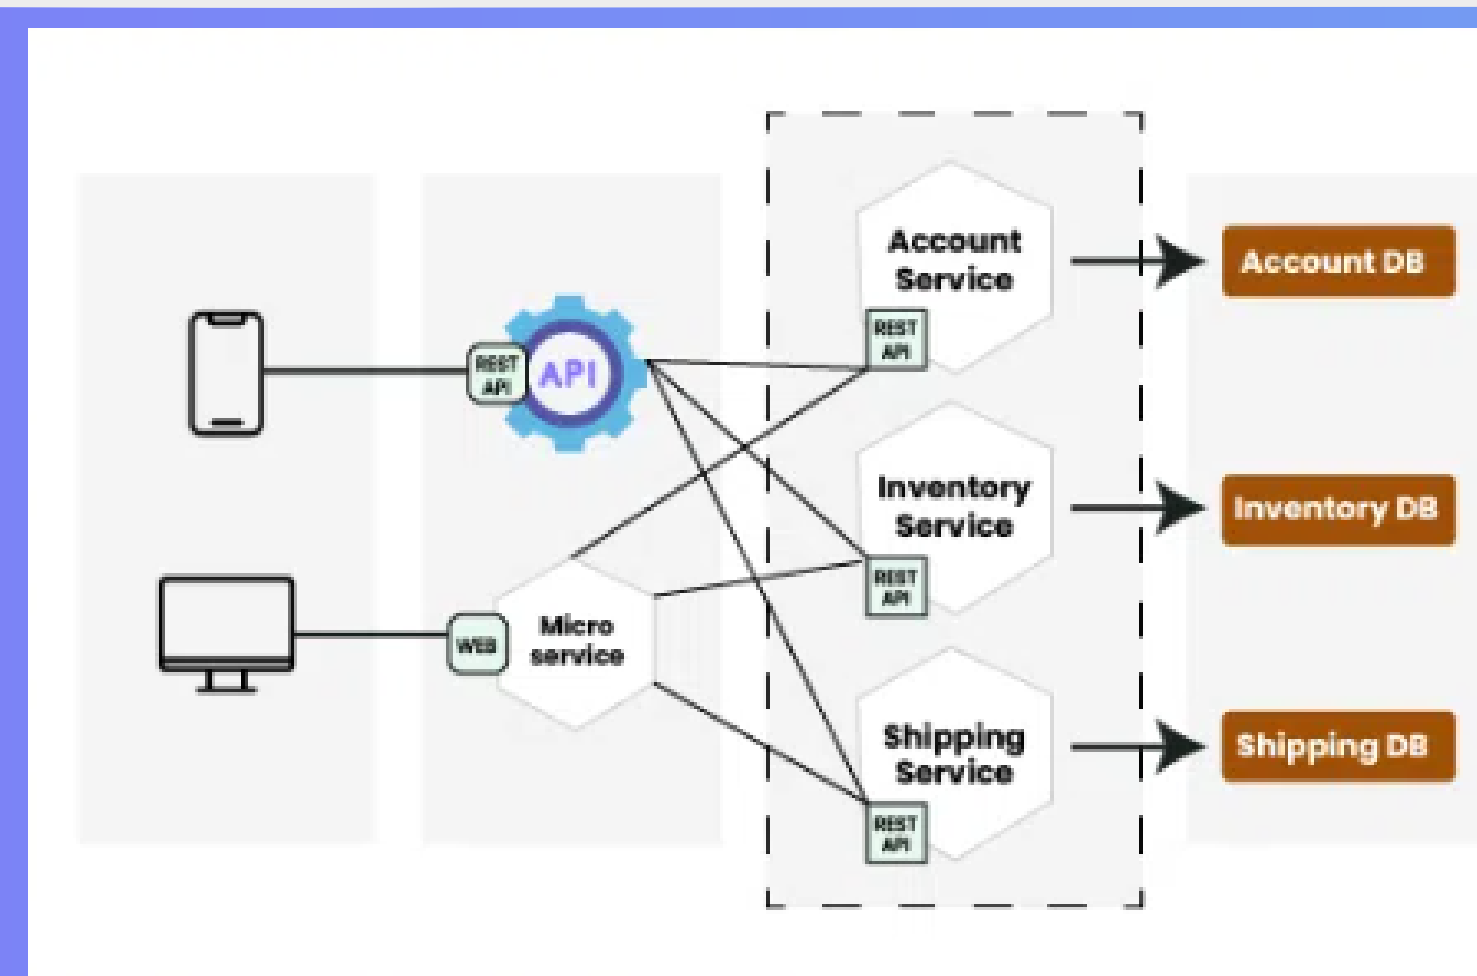 Account
Service
REST
API
Account DB
REST
API
API
Inventory
Service
REST
API
Inventory DB
WEB
Micro
service
Shipping
Service
REST
API
Shipping DB